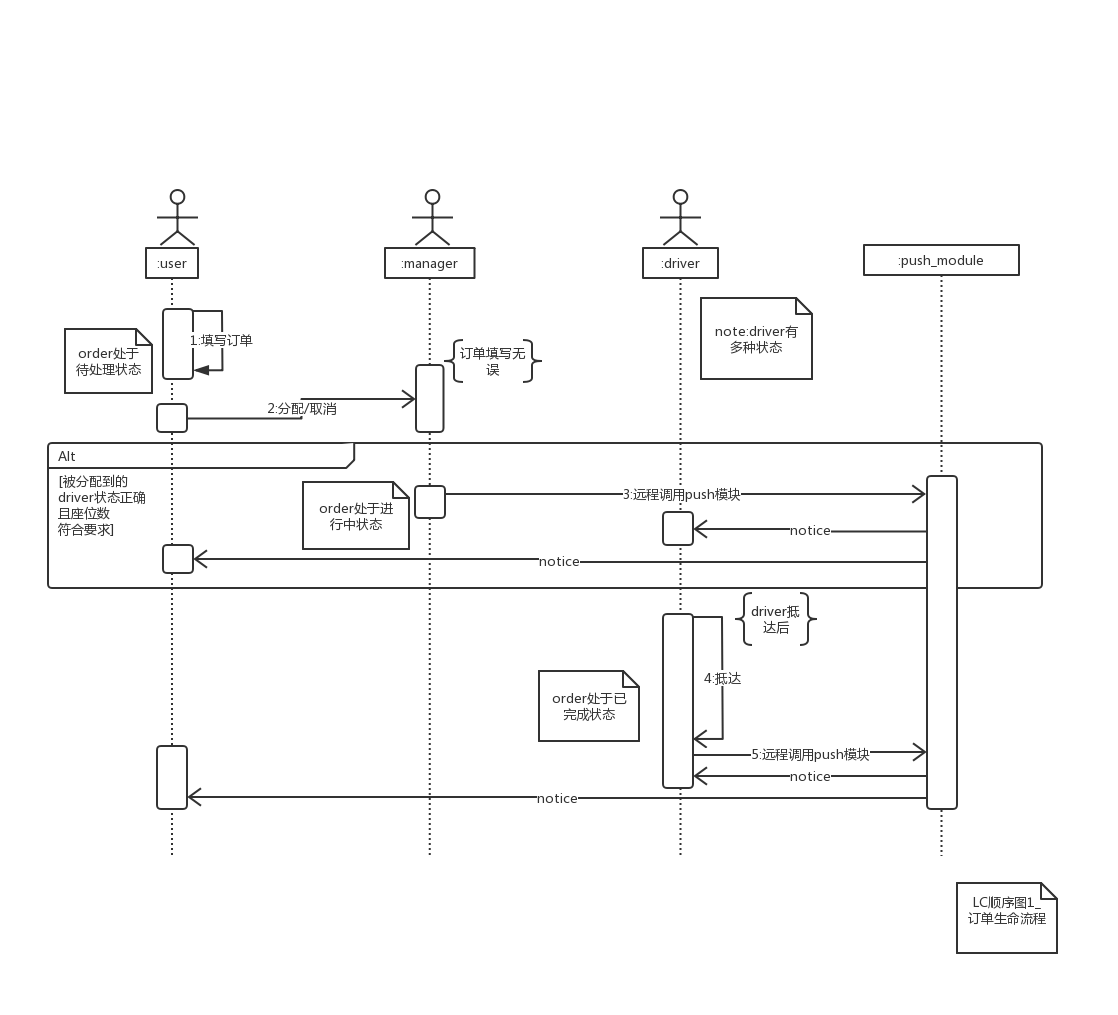 :user
:manager
:driver
:push_module
note:driver有
多种状态
1:填写订单
order处于
待处理状态
订单填写无
误
2:分配/取消
Alt
[被分配到的
driver状态正确
且座位数
符合要求]
3:远程调用push模块
order处于进
行中状态
notice
notice
driver抵
达后
4:抵达
order处于已
完成状态
5:远程调用push模块
notice
notice
LC顺序图1_
订单生命流程